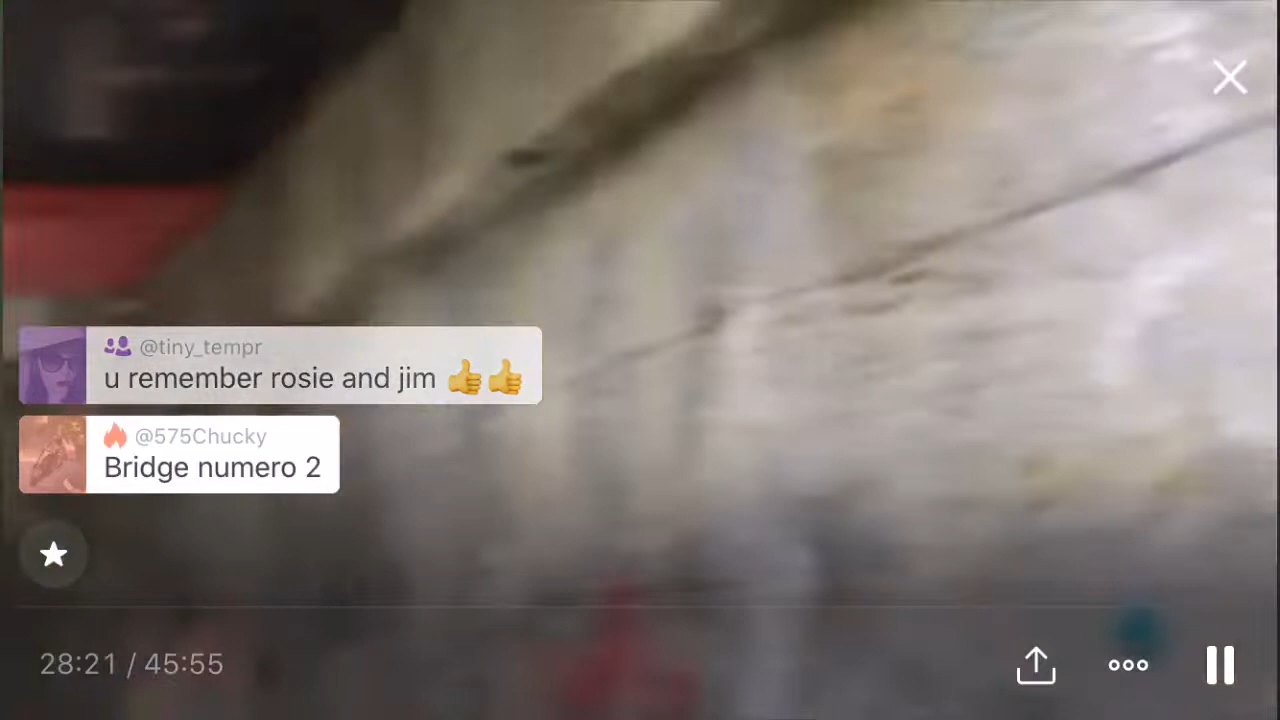 @tiny_tempr
u remember rosie and jim 👍👍
@575Chucky
Bridge numero 2
28:21 / 45:55